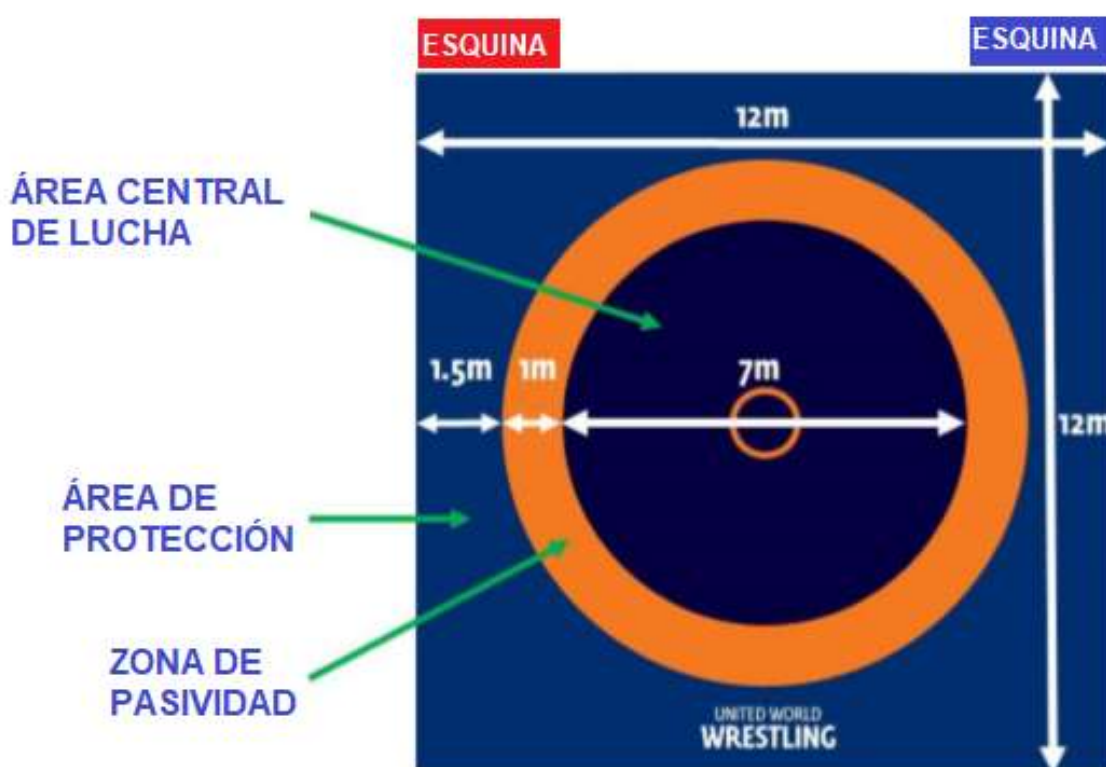 ESQUINA
ESQUINA
12m
ÁREA CENTRAL
DE LUCHA
1.5m
1m
7m
12m
ÁREA DE
PROTECCIÓN
ZONA DE
PASIVIDAD
UNITED WORLD
WRESTLING